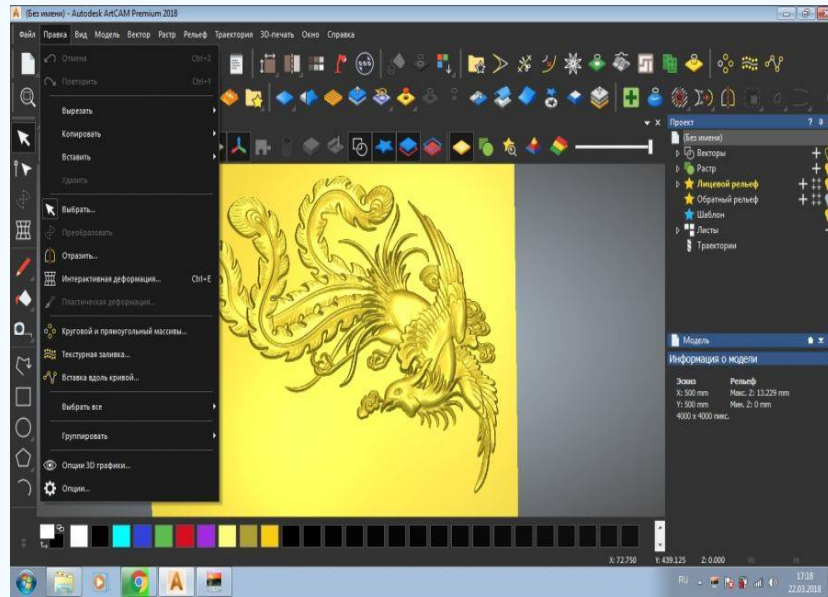 (Без имени) - Autodesk ArtCAM Premium 2018
Файл Правка Вид Модель Вектор Растр Рельеф Траектория 3D-печать Окно Справка
Отмена Ctrl+Z
Повторить Ctrl+Y
Вырезать
Копировать
Вставить
Удалить
Выбрать...
Преобразовать
Отразить...
Интерактивная деформация... Ctrl+E
Пластическая деформация...
Круговой и прямоугольный массивы...
Текстурная заливка...
Вставка вдоль кривой...
Выбрать все
Группировать
Опции 3D графики...
Опции...
Проект
(Без имени)
Векторы
Растр
Лицевой рельеф
Обратный рельеф
Шаблон
Листы
Траектории
Модель
Информация о модели
Эскиз Рельеф
X: 500 mm Макс. Z: 13.229 mm
Y: 500 mm Мин. Z: 0 mm
4000 x 4000 пикс.
X: 72.750 Y: 439.125 Z: 0.000 W: H:
RU 17:18
22.03.2018